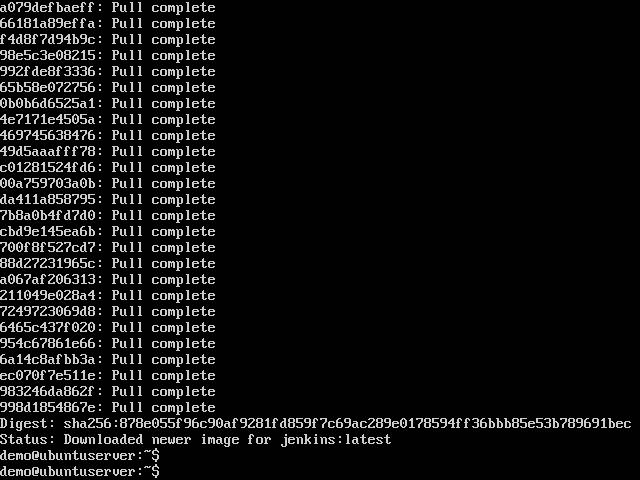 a079defbaeff: Pull complete
66181a89effa: Pull complete
f4d8f7d94b9c: Pull complete
98e5c3e08215: Pull complete
992fde8f3336: Pull complete
65b58e072756: Pull complete
0b0b6d6525a1: Pull complete
4e7171e4505a: Pull complete
469745638476: Pull complete
49d5aaafff78: Pull complete
c01281524fd6: Pull complete
00a759703a0b: Pull complete
da411a858795: Pull complete
7b8a0b4fd7d0: Pull complete
cbd9e145ea6b: Pull complete
700f8f527cd7: Pull complete
88d27231965c: Pull complete
a067af206313: Pull complete
211049e028a4: Pull complete
7249723069d8: Pull complete
6465c437f020: Pull complete
954c67861e66: Pull complete
6a14c8afbb3a: Pull complete
ec070f7e511e: Pull complete
983246da862f: Pull complete
998d1854867e: Pull complete
Digest: sha256:878e055f96c90af9281fd859f7c69ac289e0178594ff36bbb85e53b789691bec
Status: Downloaded newer image for jenkins:latest
demo@ubuntuserver:~$
demo@ubuntuserver:~$